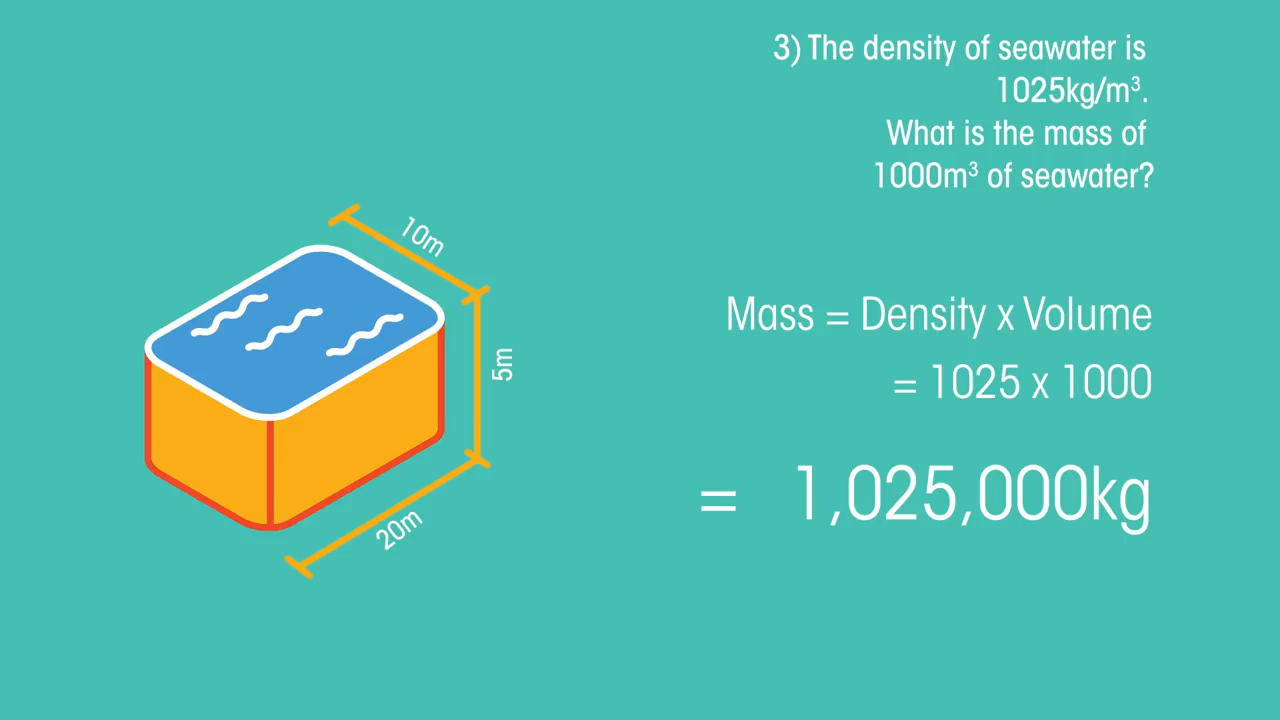 3) The density of seawater is
1025kg/m³.
What is the mass of
1000m³ of seawater?
10m
5m
20m
Mass = Density x Volume
= 1025 x 1000
= 1,025,000kg